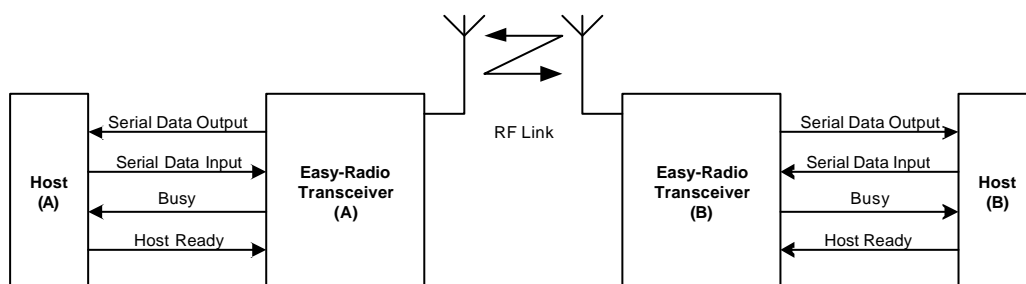 RF Link
Serial Data Output
Serial Data Input
Busy
Host Ready
Host
(A)
Easy-Radio
Transceiver
(A)
Easy-Radio
Transceiver
(B)
Serial Data Output
Serial Data Input
Busy
Host Ready
Host
(B)